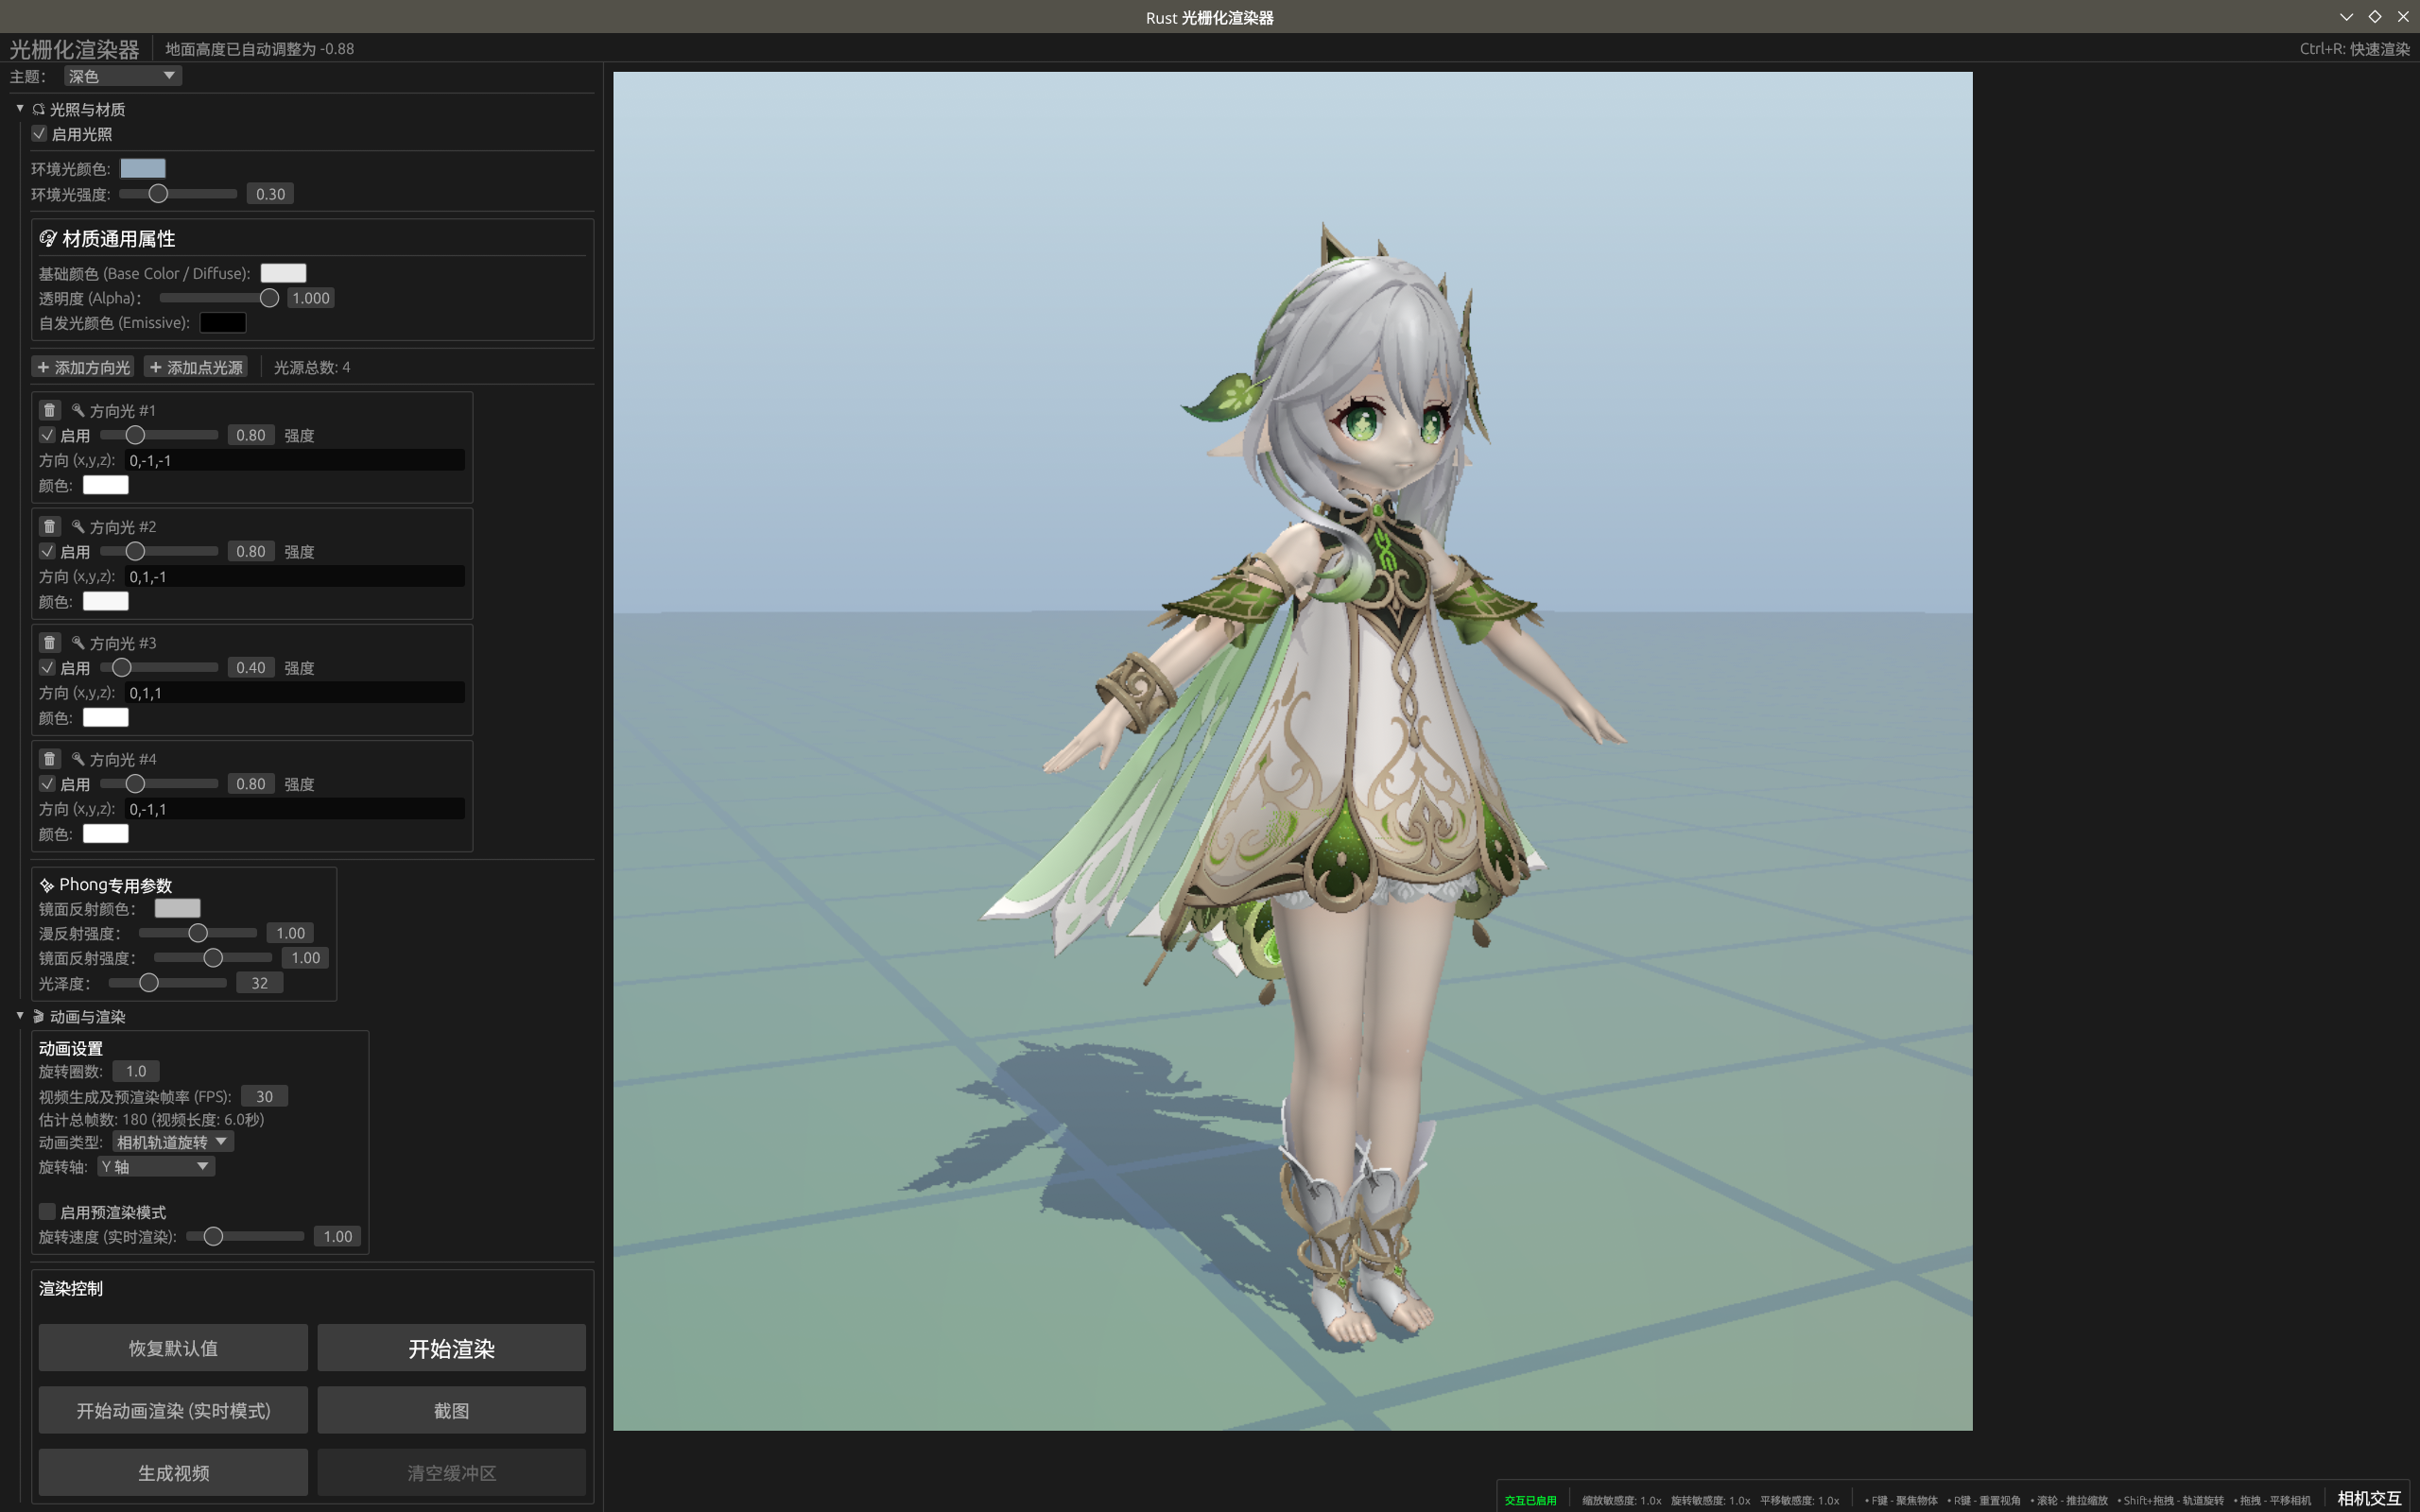 Rust 光栅化渲染器
光栅化渲染器 地面高度已自动调整为 -0.88 Ctrl+R: 快速渲染
主题: 深色
光照与材质
启用光照
环境光颜色:
环境光强度: 0.30
材质通用属性
基础颜色 (Base Color / Diffuse):
透明度 (Alpha): 1.000
自发光颜色 (Emissive):
+ 添加方向光 + 添加点光源 光源总数: 4
方向光 #1
启用 0.80 强度
方向 (x,y,z): 0,-1,-1
颜色:
方向光 #2
启用 0.80 强度
方向 (x,y,z): 0,1,-1
颜色:
方向光 #3
启用 0.40 强度
方向 (x,y,z): 0,1,1
颜色:
方向光 #4
启用 0.80 强度
方向 (x,y,z): 0,-1,1
颜色:
Phong专用参数
镜面反射颜色:
漫反射强度: 1.00
镜面反射强度: 1.00
光泽度: 32
动画与渲染
动画设置
旋转圈数: 1.0
视频生成及预渲染帧率 (FPS): 30
估计总帧数: 180 (视频长度: 6.0秒)
动画类型: 相机轨道旋转
旋转轴: Y 轴
启用预渲染模式
旋转速度 (实时渲染): 1.00
渲染控制
恢复默认值 开始渲染
开始动画渲染 (实时模式) 截图
生成视频 清空缓冲区
交互已启用 缩放敏感度: 1.0x 旋转敏感度: 1.0x 平移敏感度: 1.0x • F键 - 聚焦物体 • R键 - 重置视角 • 滚轮 - 推拉缩放 • Shift+拖拽 - 轨道旋转 • 拖拽 - 平移相机 相机交互